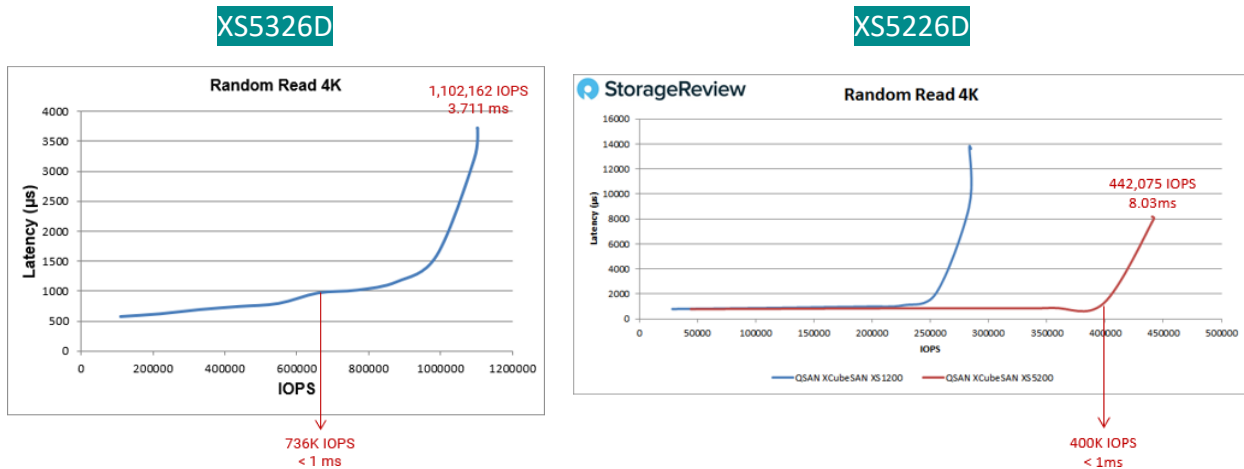 XS5326D
XS5226D
Random Read 4K
1,102,162 IOPS
3.711 ms
4000
3500
3000
2500
2000
1500
1000
500
0
Latency (µs)
0 200000 400000 600000 800000 1000000 1200000
IOPS
736K IOPS
< 1 ms
StorageReview
Random Read 4K
16000
14000
12000
10000
8000
6000
4000
2000
0
Latency (µs)
442,075 IOPS
8.03ms
0 50000 100000 150000 200000 250000 300000 350000 400000 450000 500000
IOPS
QSAN XCubeSAN XS1200 QSAN XCubeSAN XS5200
400K IOPS
< 1ms